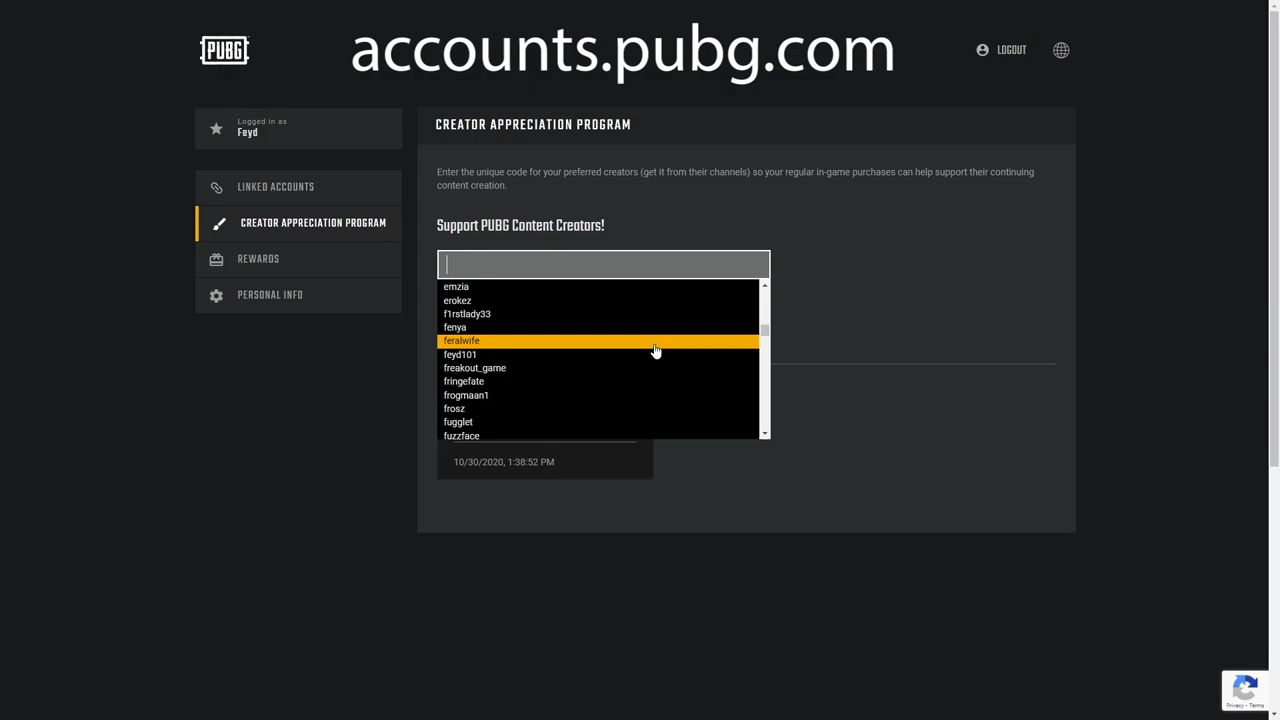 accounts.pubg.com
PUBG
LOGOUT
Logged in as
Feyd
LINKED ACCOUNTS
CREATOR APPRECIATION PROGRAM
REWARDS
PERSONAL INFO
CREATOR APPRECIATION PROGRAM
Enter the unique code for your preferred creators (get it from their channels) so your regular in-game purchases can help support their continuing
content creation.
Support PUBG Content Creators!
emzia
erokez
f1rstlady33
fenya
feralwife
feyd101
freakout_game
fringefate
frogmaan1
frosz
fugglet
fuzzface
10/30/2020, 1:38:52 PM
Privacy - Terms